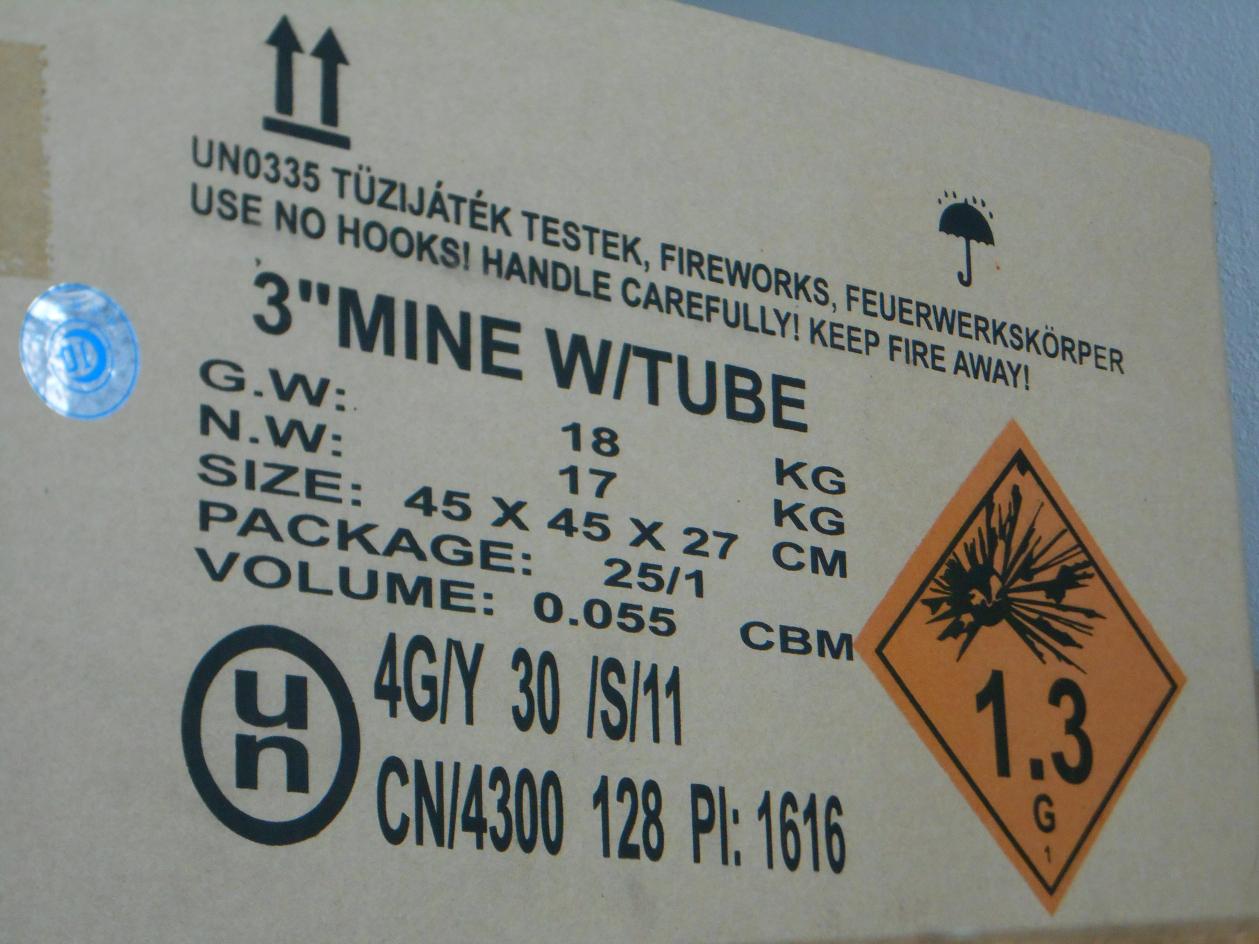 UN0335 TÜZIJÁTÉK TESTEK, FIREWORKS, FEUERWERKSKÖRPER
USE NO HOOKS! HANDLE CAREFULLY! KEEP FIRE AWAY!
3"MINE W/TUBE
G.W: 18 KG
N.W: 17 KG
SIZE: 45 X 45 X 27 CM
PACKAGE: 25/1
VOLUME: 0.055 CBM
un
4G/Y 30 /S/11
CN/4300 128 PI: 1616
1.3
G
1